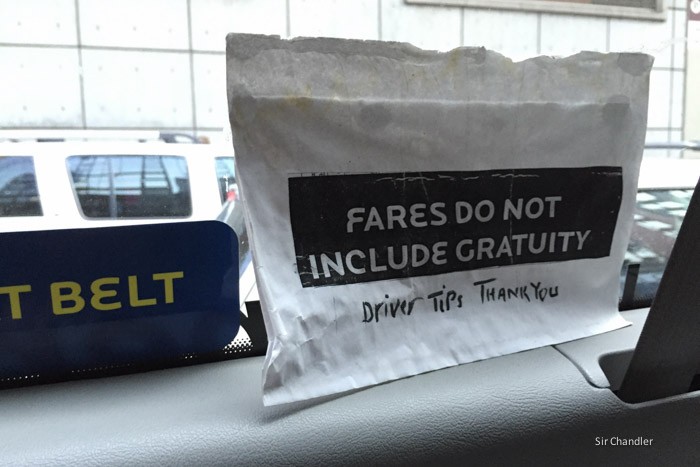 FARES DO NOT
INCLUDE GRATUITY
Driver Tips THANK YOU
T BELT
Sir Chandler